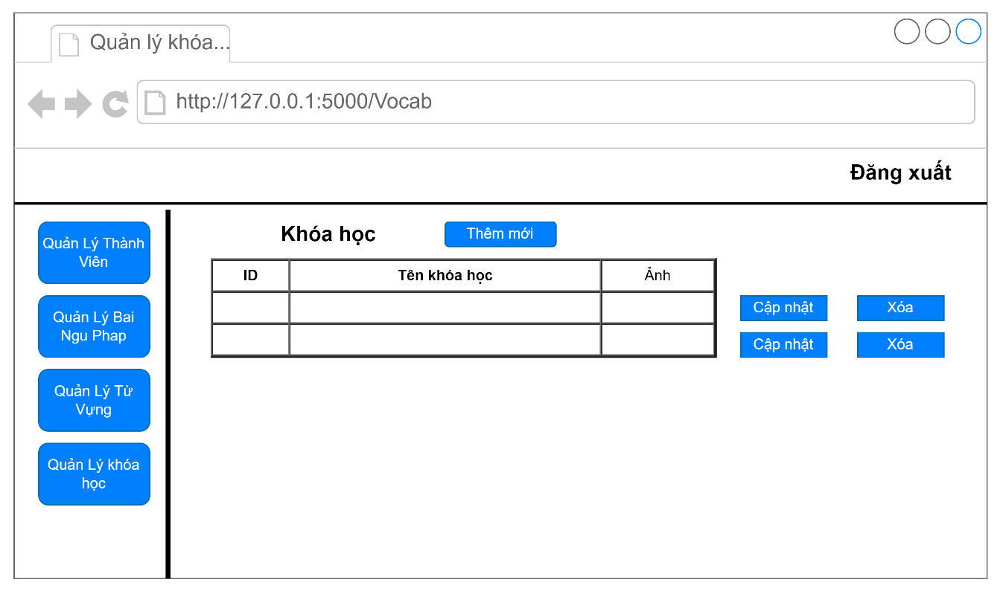 Quản lý khóa...
http://127.0.0.1:5000/Vocab
Đăng xuất
Quản Lý Thành
Viên
Quản Lý Bai
Ngu Phap
Quản Lý Từ
Vựng
Quản Lý khóa
học
Khóa học
Thêm mới
ID
Tên khóa học
Ảnh
Cập nhật
Xóa
Cập nhật
Xóa